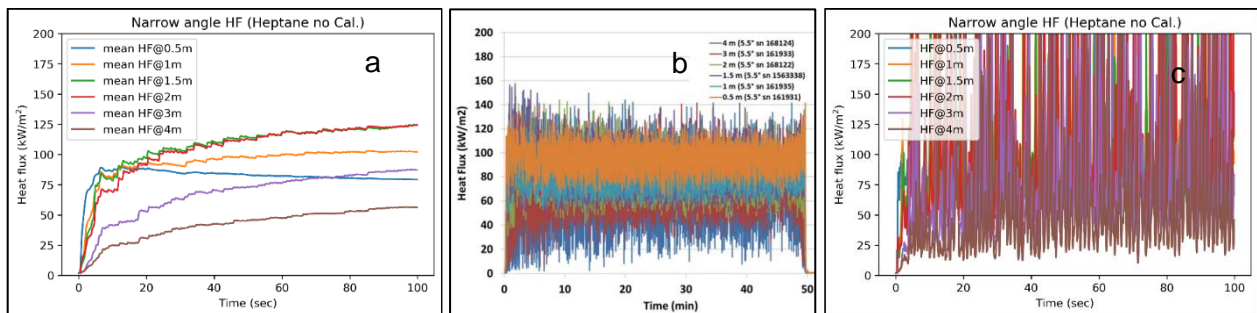 Narrow angle HF (Heptane no Cal.)
200
175
150
125
100
75
50
25
0
Heat flux (kW/m²)
mean HF@0.5m
mean HF@1m
mean HF@1.5m
mean HF@2m
mean HF@3m
mean HF@4m
a
0 20 40 60 80 100
Time (sec)
200
180
160
140
120
100
80
60
40
20
0
Heat Flux (kW/m2)
4 m (5.5° sn 168124)
3 m (5.5° sn 161933)
2 m (5.5° sn 168122)
1.5 m (5.5° sn 1563338)
1 m (5.5° sn 161935)
0.5 m (5.5° sn 161931)
b
0 10 20 30 40 50
Time (min)
Narrow angle HF (Heptane no Cal.)
200
175
150
125
100
75
50
25
0
Heat flux (kW/m²)
HF@0.5m
HF@1m
HF@1.5m
HF@2m
HF@3m
HF@4m
c
0 20 40 60 80 100
Time (sec)